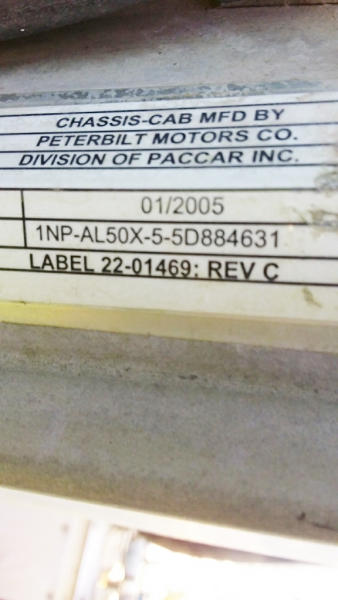 CHASSIS-CAB MFD BY
PETERBILT MOTORS CO.
DIVISION OF PACCAR INC.
01/2005
1NP-AL50X-5-5D884631
LABEL 22-01469: REV C